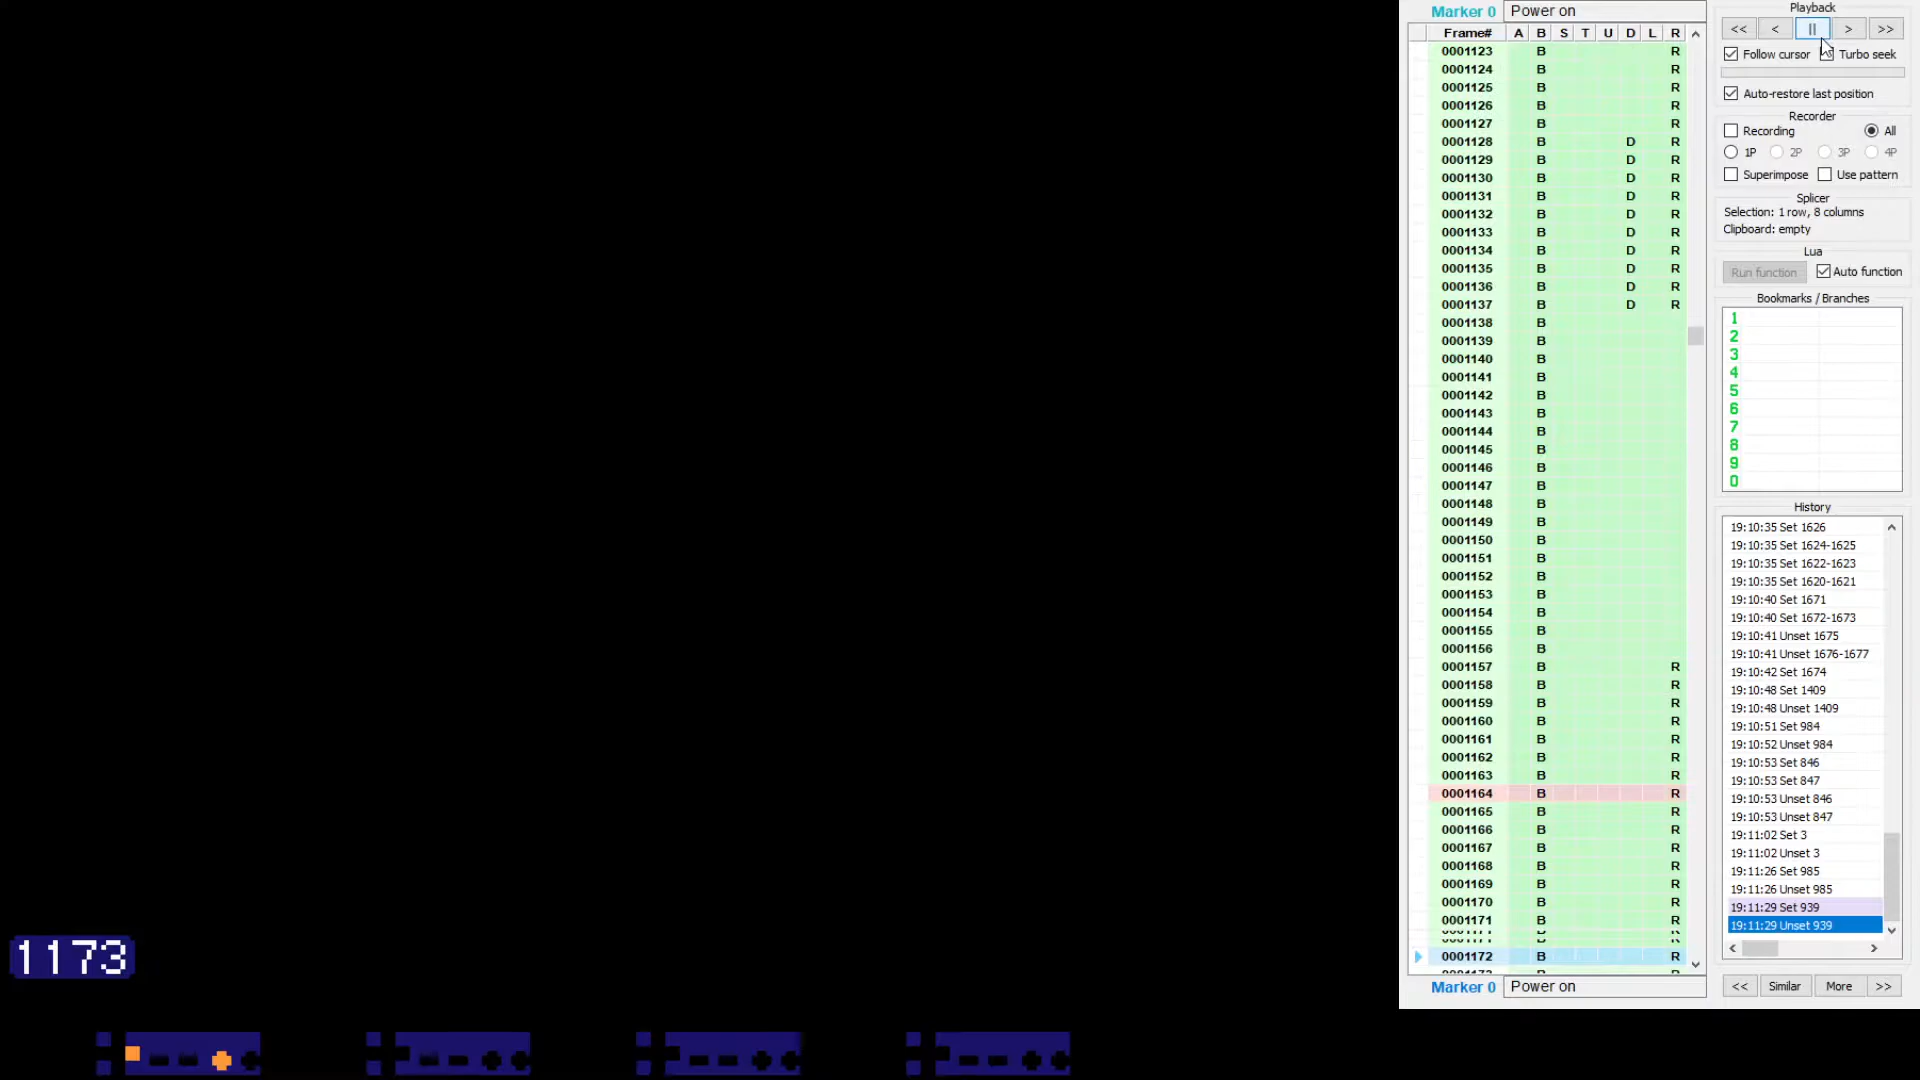 Marker 0 Power on
Frame# A B S T U D L R
0001123 B R
0001124 B R
0001125 B R
0001126 B R
0001127 B R
0001128 B D R
0001129 B D R
0001130 B D R
0001131 B D R
0001132 B D R
0001133 B D R
0001134 B D R
0001135 B D R
0001136 B D R
0001137 B D R
0001138 B
0001139 B
0001140 B
0001141 B
0001142 B
0001143 B
0001144 B
0001145 B
0001146 B
0001147 B
0001148 B
0001149 B
0001150 B
0001151 B
0001152 B
0001153 B
0001154 B
0001155 B
0001156 B
0001157 B R
0001158 B R
0001159 B R
0001160 B R
0001161 B R
0001162 B R
0001163 B R
0001164 B R
0001165 B R
0001166 B R
0001167 B R
0001168 B R
0001169 B R
0001170 B R
0001171 B R
0001172 B R
Marker 0 Power on
Playback
<< < || > >>
Follow cursor Turbo seek
Auto-restore last position
Recorder
Recording All
1P 2P 3P 4P
Superimpose Use pattern
Splicer
Selection: 1 row, 8 columns
Clipboard: empty
Lua
Run function Auto function
Bookmarks / Branches
1
2
3
4
5
6
7
8
9
0
History
19:10:35 Set 1626
19:10:35 Set 1624-1625
19:10:35 Set 1622-1623
19:10:35 Set 1620-1621
19:10:40 Set 1671
19:10:40 Set 1672-1673
19:10:41 Unset 1675
19:10:41 Unset 1676-1677
19:10:42 Set 1674
19:10:48 Set 1409
19:10:48 Unset 1409
19:10:51 Set 984
19:10:52 Unset 984
19:10:53 Set 846
19:10:53 Set 847
19:10:53 Unset 846
19:10:53 Unset 847
19:11:02 Set 3
19:11:02 Unset 3
19:11:26 Set 985
19:11:26 Unset 985
19:11:29 Set 939
19:11:29 Unset 939
<< Similar More >>
1173